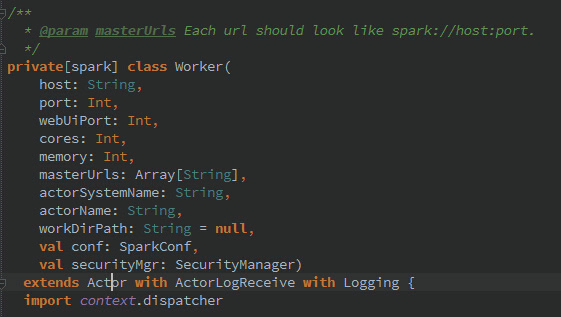 /**
 * @param masterUrls Each url should look like spark://host:port.
 */
private[spark] class Worker(
    host: String,
    port: Int,
    webUiPort: Int,
    cores: Int,
    memory: Int,
    masterUrls: Array[String],
    actorSystemName: String,
    actorName: String,
    workDirPath: String = null,
    val conf: SparkConf,
    val securityMgr: SecurityManager)
  extends Actor with ActorLogReceive with Logging {
  import context.dispatcher